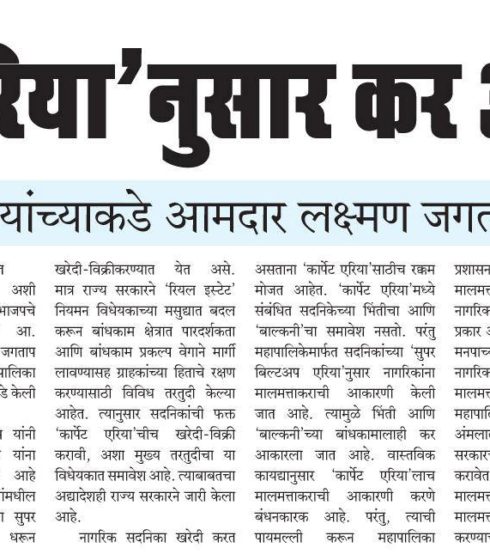 रिया’नुसार कर
यांच्याकडे आमदार लक्ष्मण जगत
अशी
भाजपचे
आ.
जगताप
पालिका
डे केली
यांनी
यांना
आहे
गांमधील
सुपर
धरून
खरेदी-विक्रीकरण्यात येत असे.
मात्र राज्य सरकारने ‘रियल इस्टेट’
नियमन विधेयकाच्या मसुद्यात बदल
करून बांधकाम क्षेत्रात पारदर्शकता
आणि बांधकाम प्रकल्प वेगाने मार्गी
लावण्यासह ग्राहकांच्या हिताचे रक्षण
करण्यासाठी विविध तरतुदी केल्या
आहेत. त्यानुसार सदनिकांची फक्त
‘कार्पेट एरिया’चीच खरेदी-विक्री
करावी, अशा मुख्य तरतुदीचा या
विधेयकात समावेश आहे. त्याबाबतचा
अद्यादेशही राज्य सरकारने जारी केला
आहे.
नागरिक सदनिका खरेदी करत
असताना ‘कार्पेट एरिया’साठीच रक्कम
मोजत आहेत. ‘कार्पेट एरिया’मध्ये
संबंधित सदनिकेच्या भिंतीचा आणि
‘बाल्कनी’चा समावेश नसतो. परंतु
महापालिकेमार्फत सदनिकांच्या ‘सुपर
बिल्टअप एरिया’नुसार नागरिकांना
मालमत्ताकराची आकारणी केली
जात आहे. त्यामुळे भिंती आणि
‘बाल्कनी’च्या बांधकामालाही कर
आकारला जात आहे. वास्तविक
कायद्यानुसार ‘कार्पेट एरिया’लाच
मालमत्ताकराची आकारणी करणे
बंधनकारक आहे. परंतु, त्याची
पायमल्ली करून महापालिका
प्रशासन
मालमत्त
नागरिक
प्रकार अ
मनपाच्य
नागरिक
मालमत्त
महापालि
अंमलात
सरकारच
करावेत
मालमत्त
करण्याच